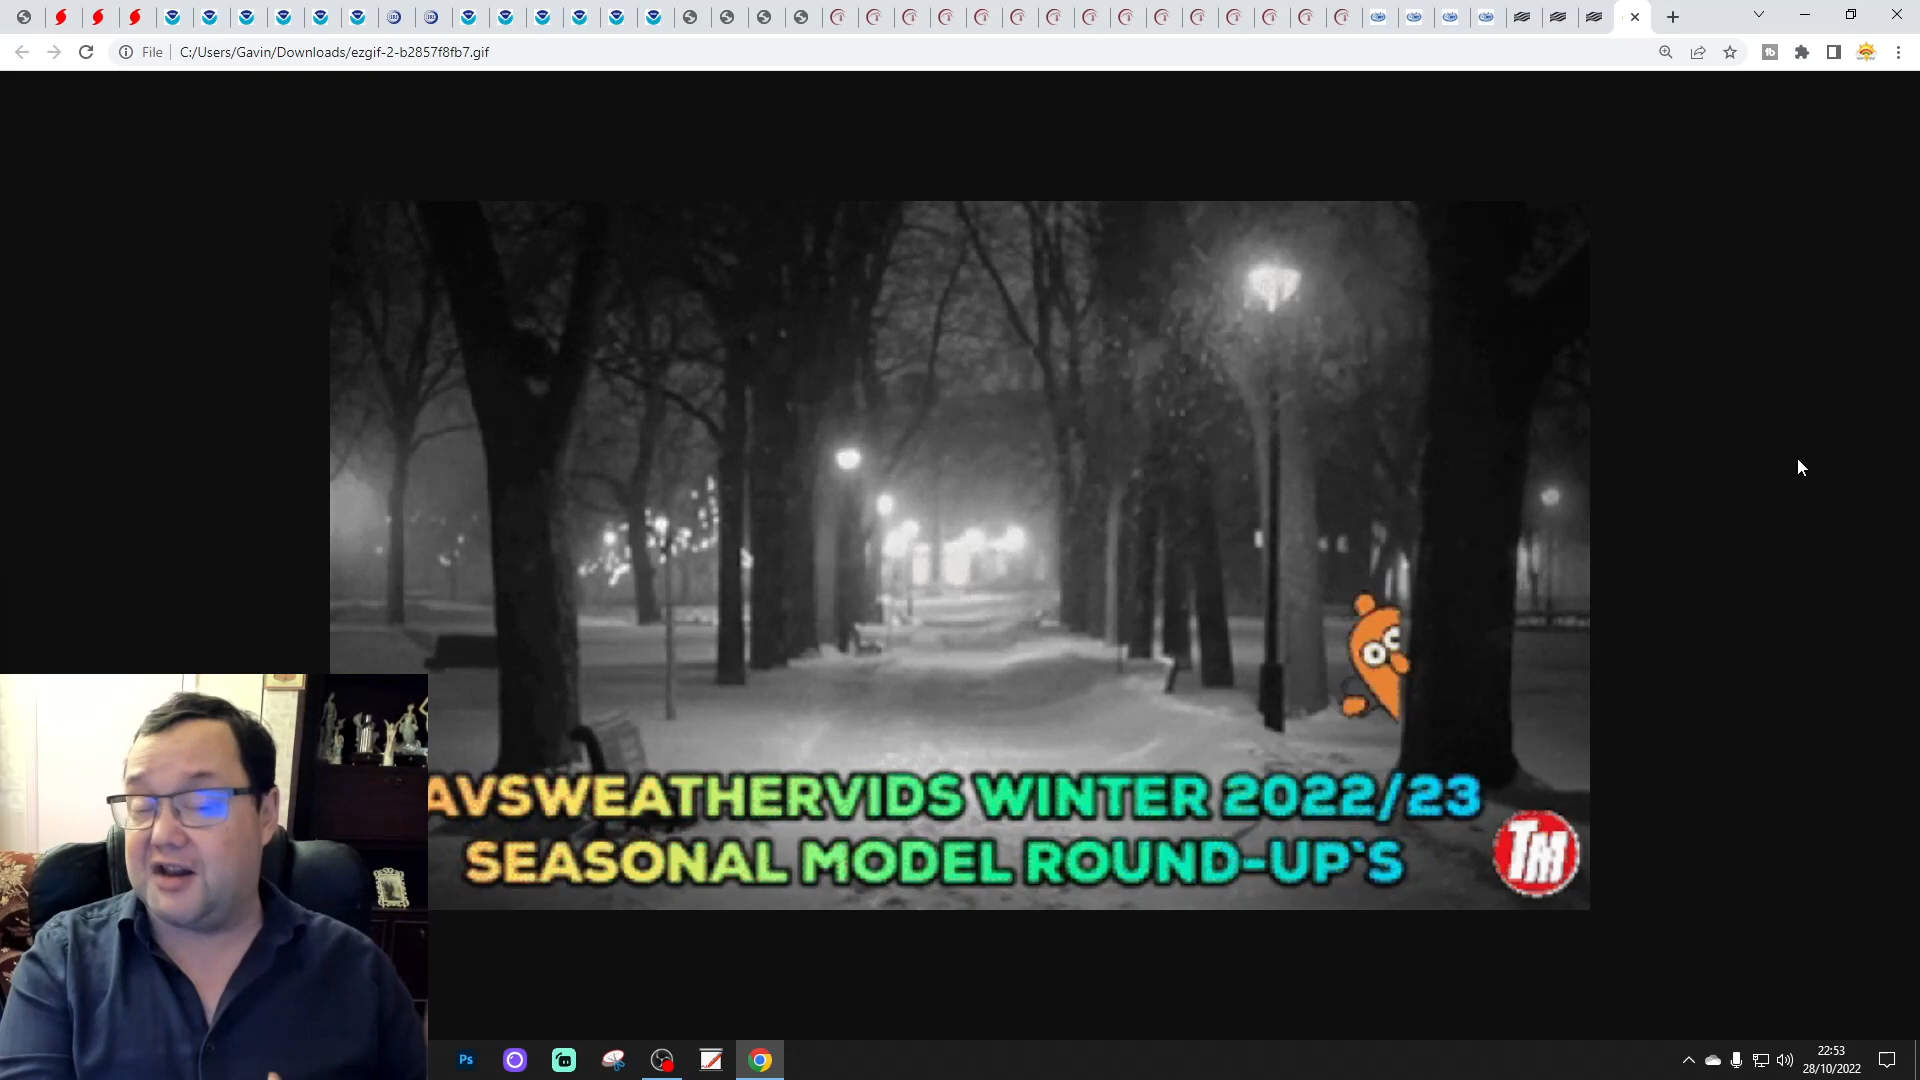 File
C:/Users/Gavin/Downloads/ezgif-2-b2857f8fb7.gif
AVSWEATHERVIDS WINTER 2022/23
SEASONAL MODEL ROUND-UP`S
TM
Ps
22:53
28/10/2022